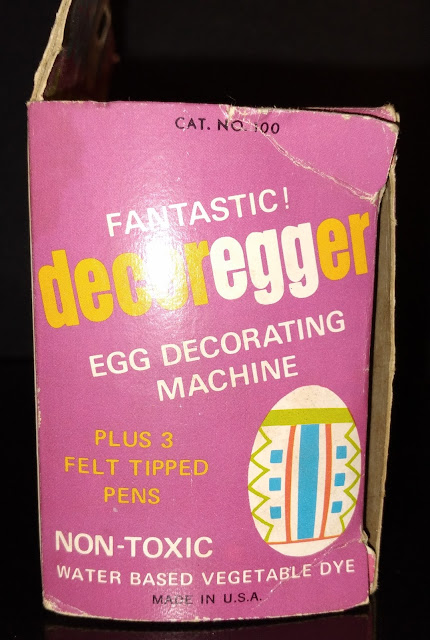 CAT. NO. 100
FANTASTIC!
decoregger
EGG DECORATING
MACHINE
PLUS 3
FELT TIPPED
PENS
NON-TOXIC
WATER BASED VEGETABLE DYE
MADE IN U.S.A.